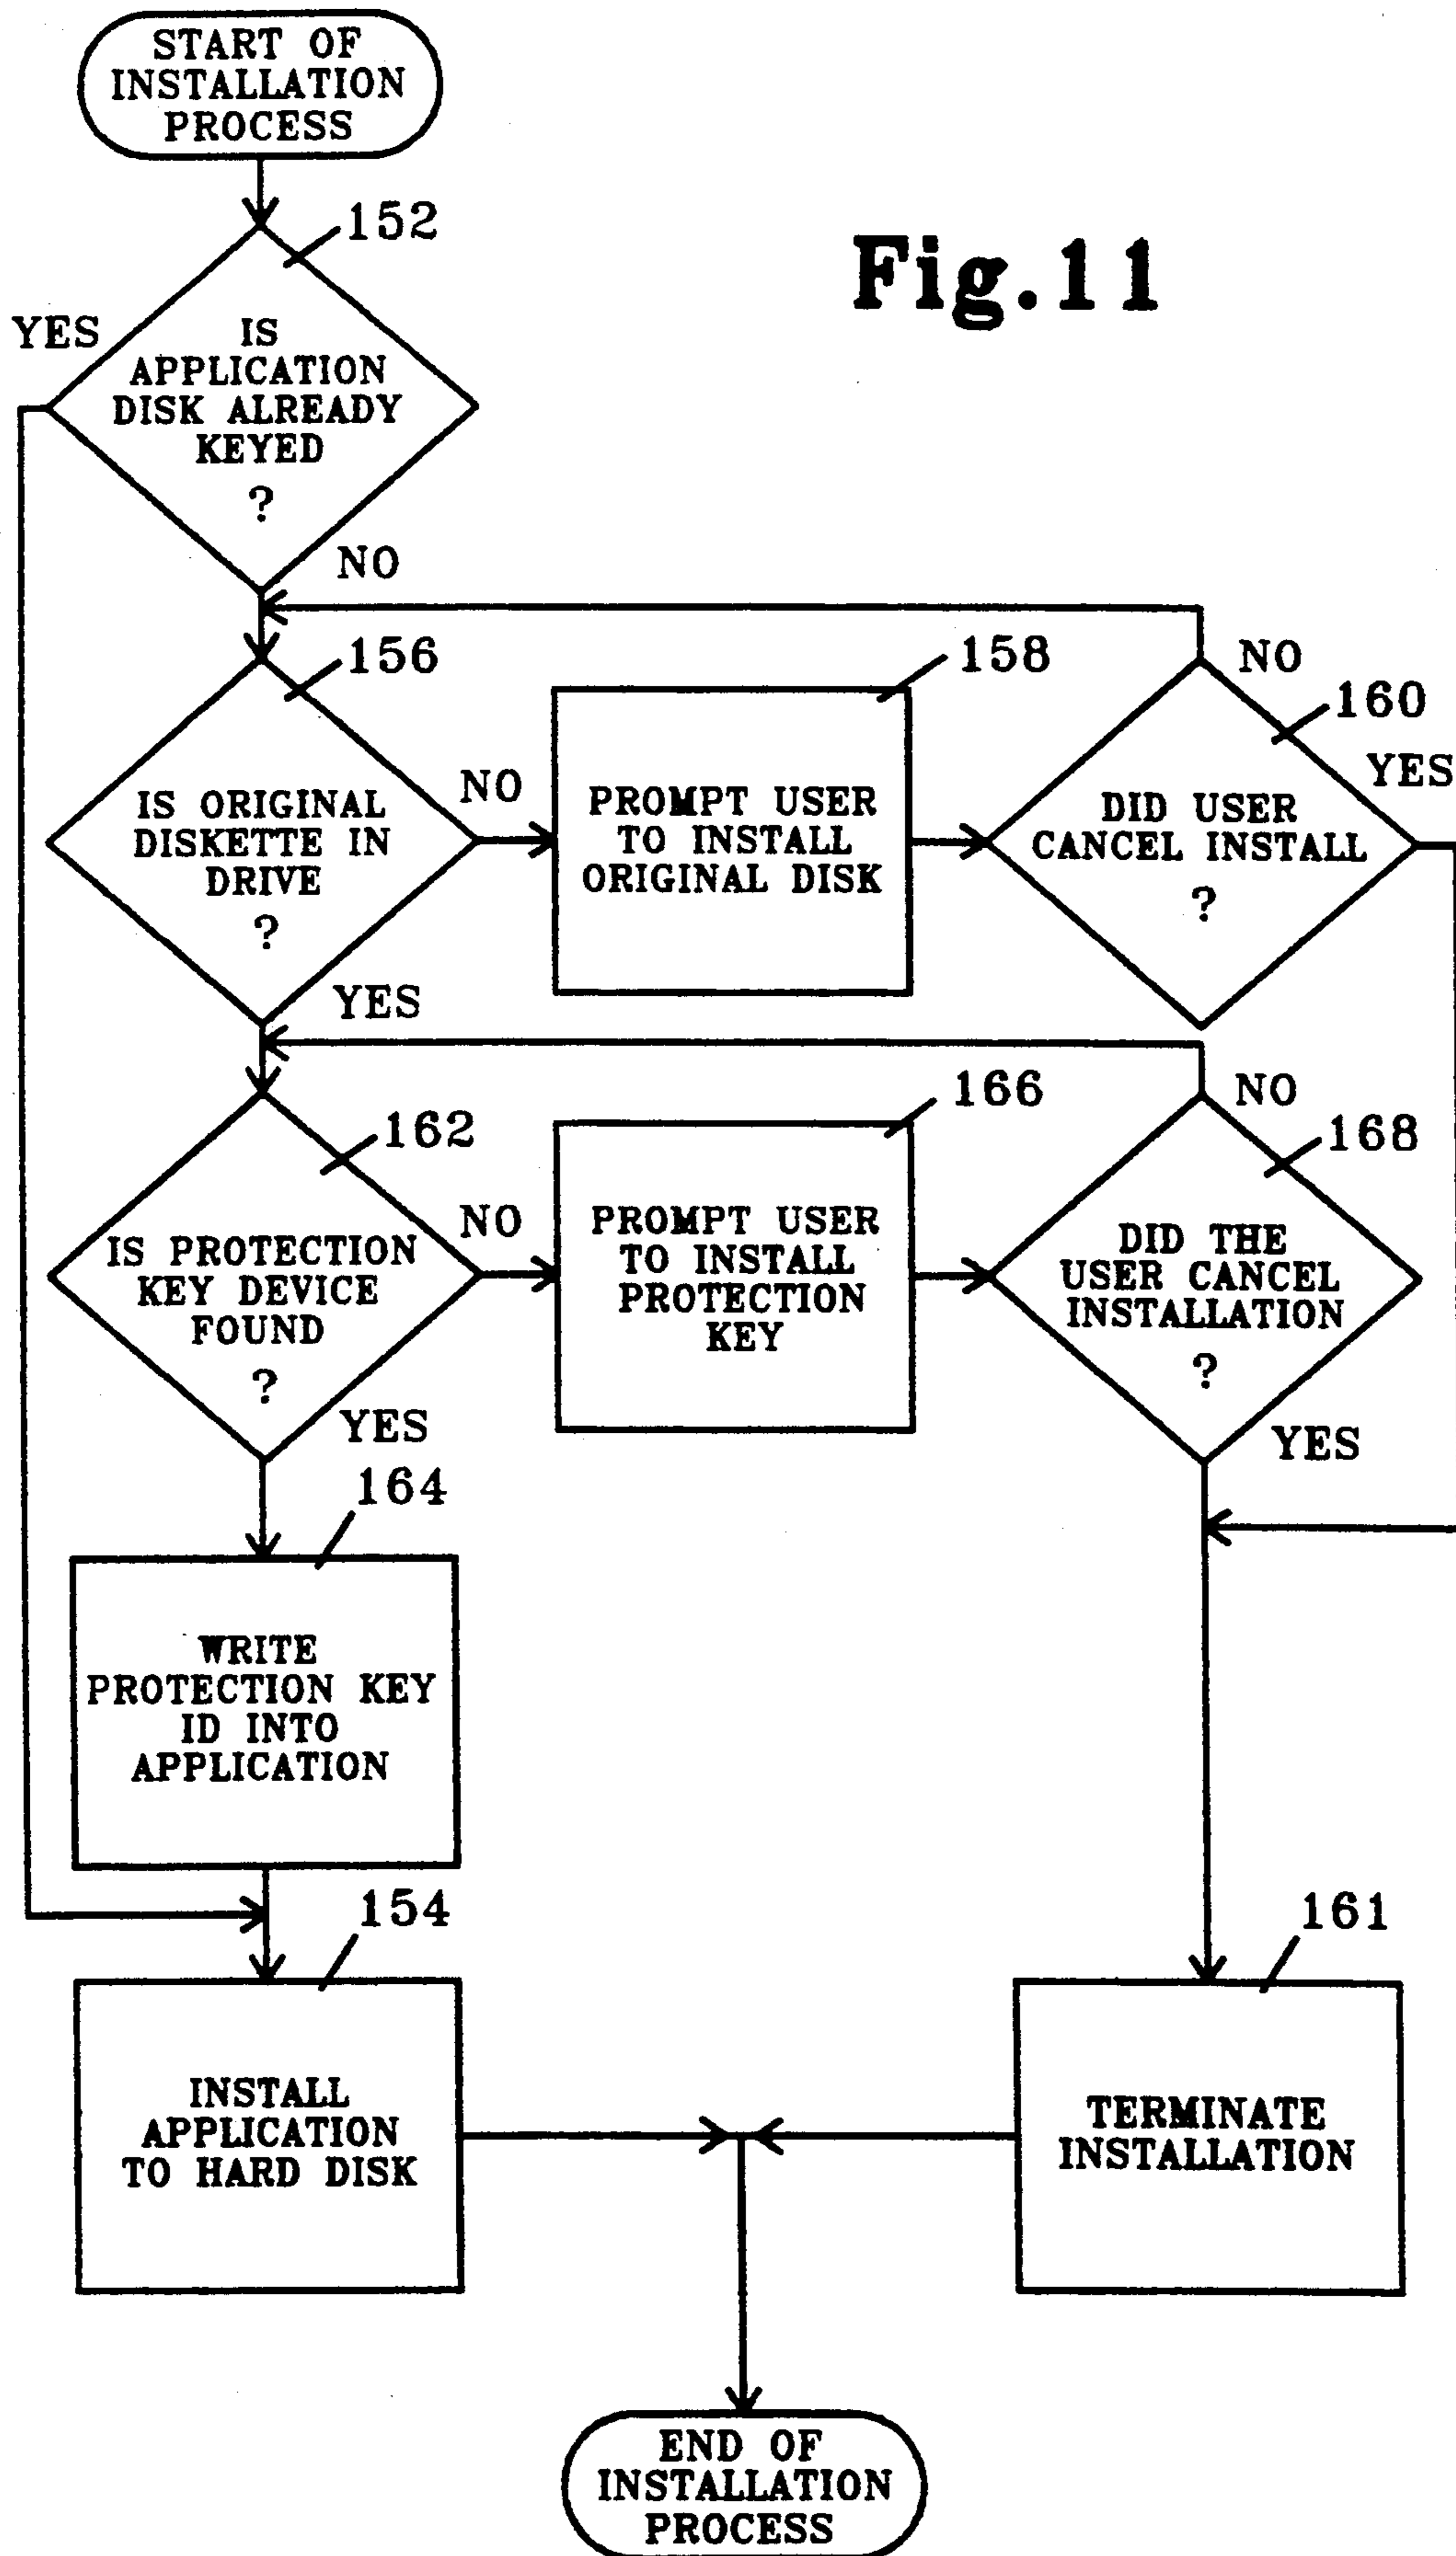 START OF
INSTALLATION
PROCESS
152
Fig.11
YES
IS
APPLICATION
DISK ALREADY
KEYED
?
NO
156
158
NO
160
YES
IS ORIGINAL
DISKETTE IN
DRIVE
?
NO
PROMPT USER
TO INSTALL
ORIGINAL DISK
DID USER
CANCEL INSTALL
?
YES
162
166
NO
168
IS PROTECTION
KEY DEVICE
FOUND
?
NO
PROMPT USER
TO INSTALL
PROTECTION
KEY
DID THE
USER CANCEL
INSTALLATION
?
YES
YES
164
WRITE
PROTECTION KEY
ID INTO
APPLICATION
154
161
INSTALL
APPLICATION
TO HARD DISK
TERMINATE
INSTALLATION
END OF
INSTALLATION
PROCESS